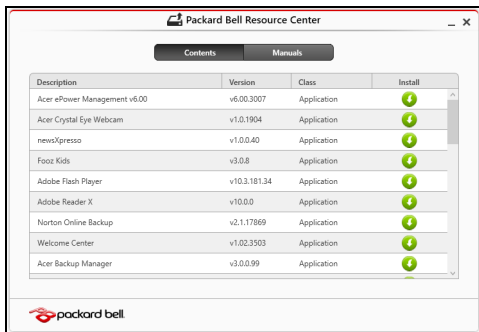 Packard Bell Resource Center
Contents Manuals
Description Version Class Install
Acer ePower Management v6.00 v6.00.3007 Application
Acer Crystal Eye Webcam v1.0.1904 Application
newsXpresso v1.0.0.40 Application
Fooz Kids v3.0.8 Application
Adobe Flash Player v10.3.181.34 Application
Adobe Reader X v10.0.0 Application
Norton Online Backup v2.1.17869 Application
Welcome Center v1.02.3503 Application
Acer Backup Manager v3.0.0.99 Application
packard bell